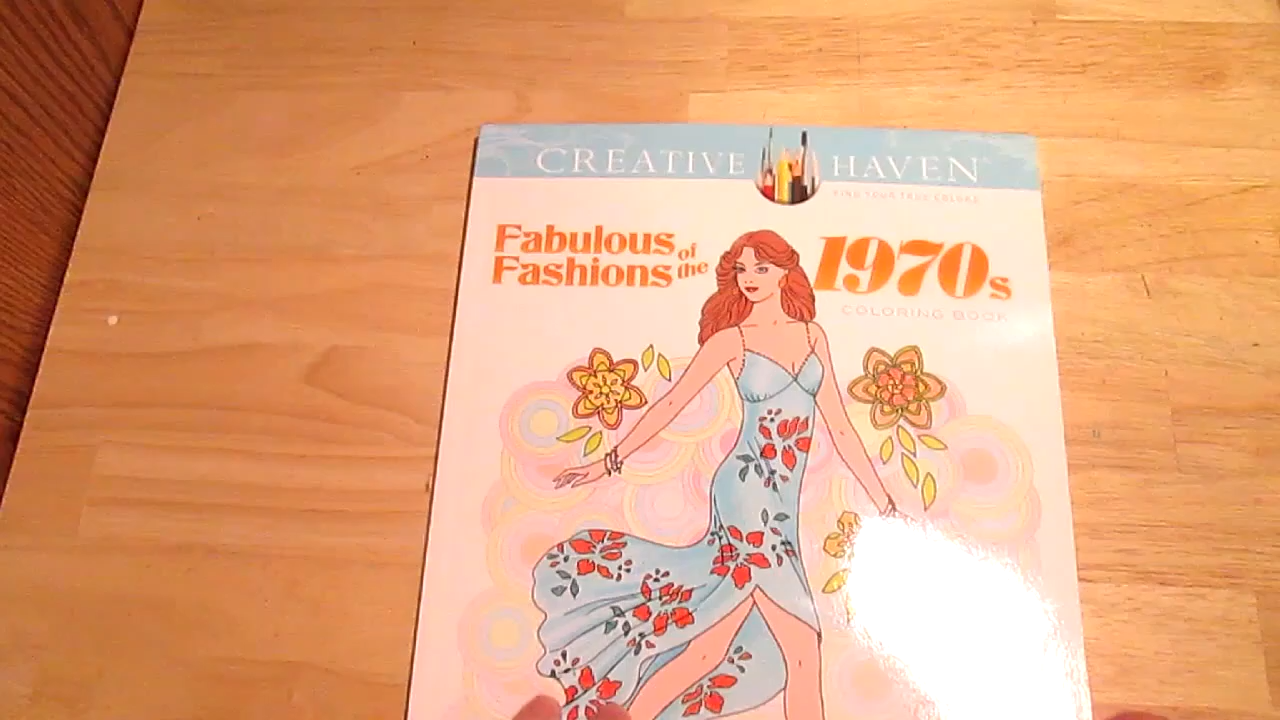 CREATIVE HAVEN
FIND YOUR TRUE COLORS
Fabulous of
Fashions the
1970s
COLORING BOOK